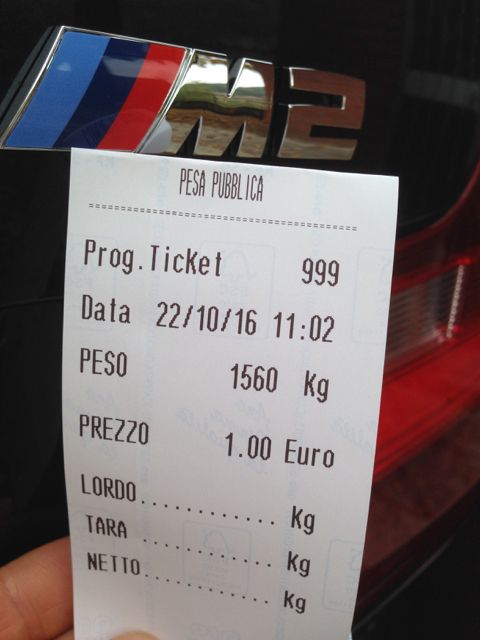 M2
PESA PUBBLICA
================================
Prog.Ticket 999
Data 22/10/16 11:02
PESO 1560 Kg
PREZZO 1.00 Euro
LORDO............ Kg
TARA ............ Kg
NETTO............ Kg